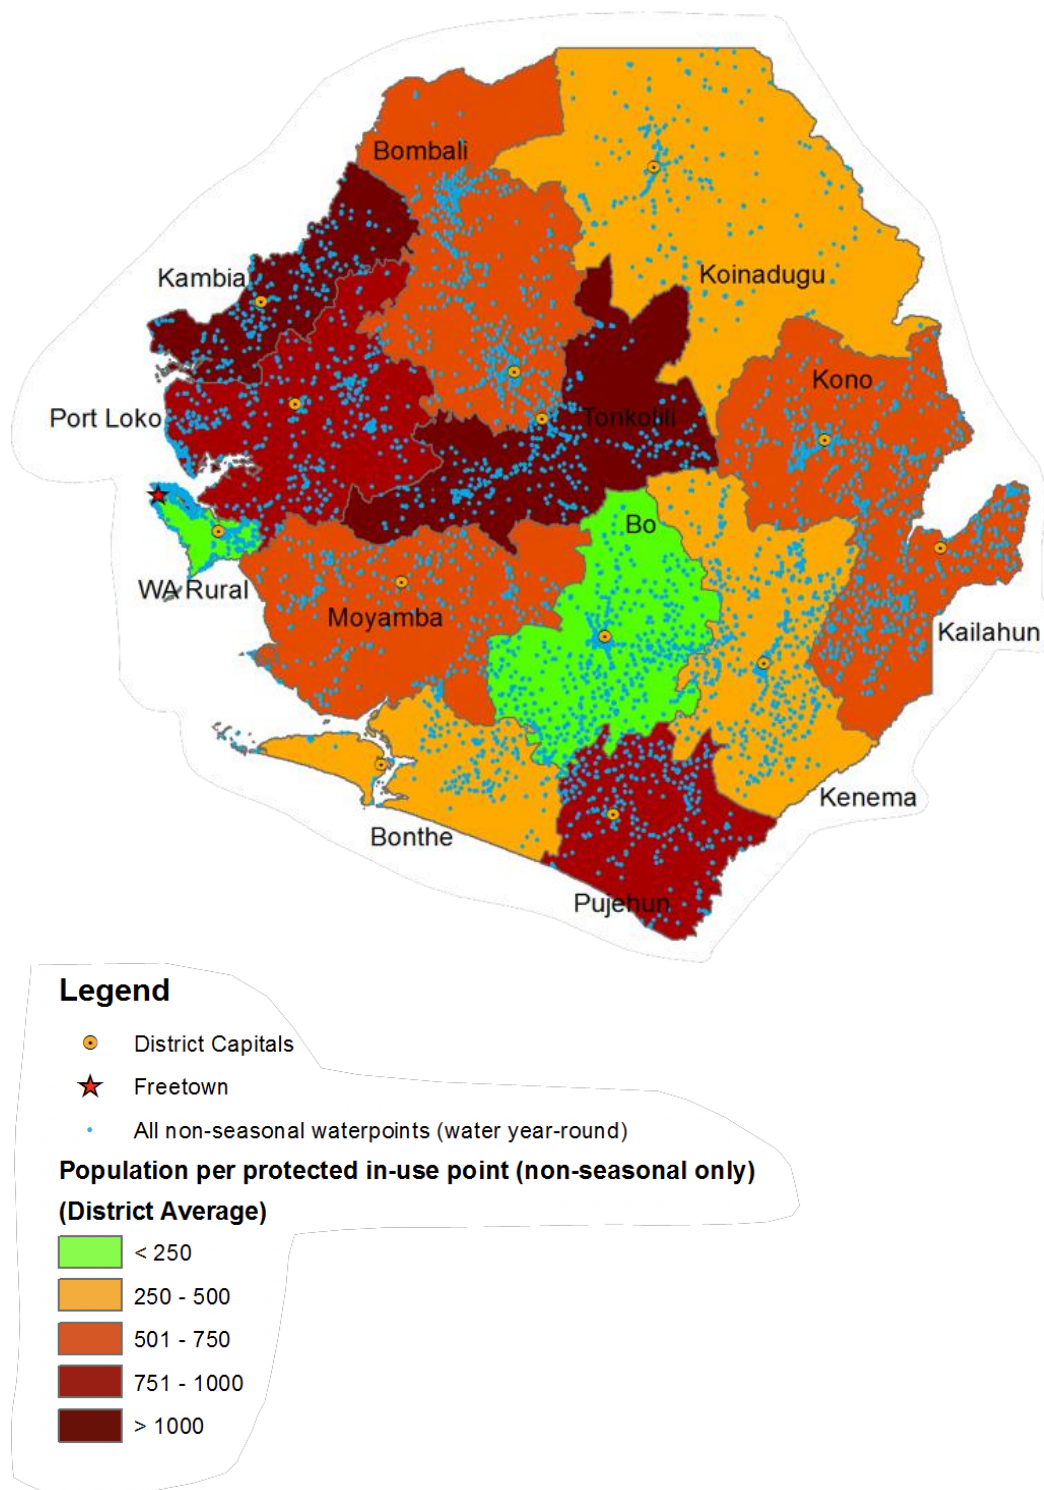 Bombali
Koinadugu
Kambia
Kono
Port Loko
Tonkolili
Bo
WA Rural
Moyamba
Kailahun
Kenema
Bonthe
Pujehun
Legend
District Capitals
Freetown
All non-seasonal waterpoints (water year-round)
Population per protected in-use point (non-seasonal only)
(District Average)
< 250
250 - 500
501 - 750
751 - 1000
> 1000